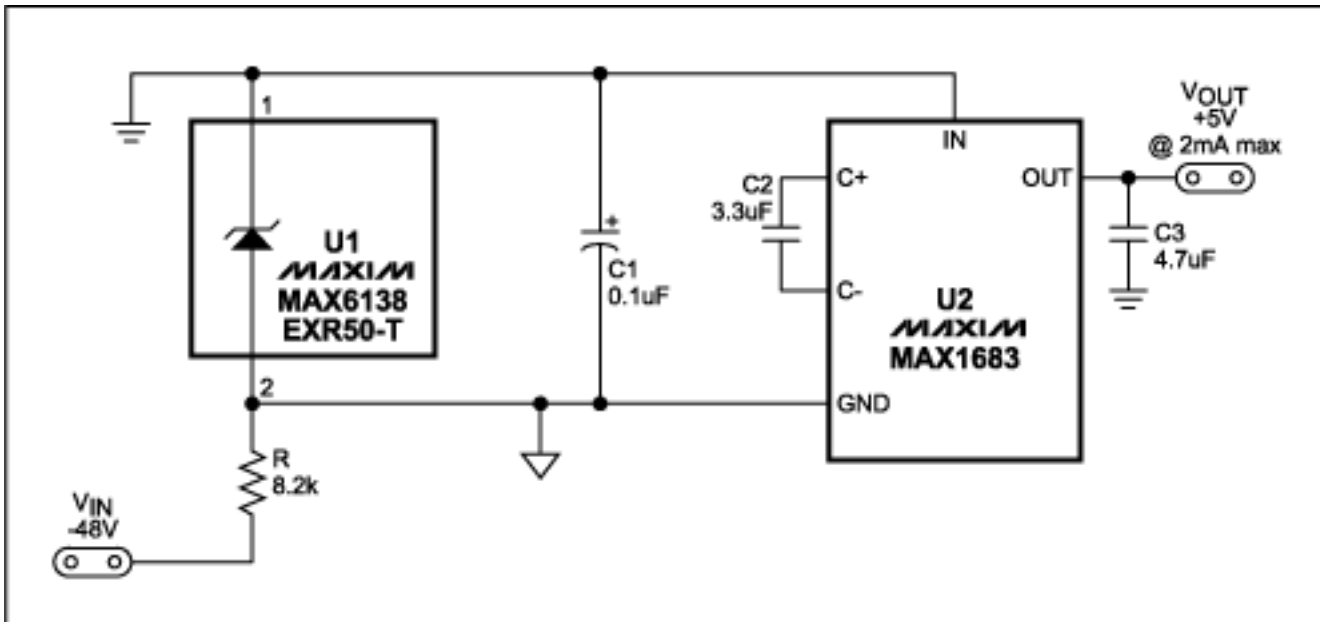 1
U1
MAXIM
MAX6138
EXR50-T
2
R
8.2k
VIN
-48V
+
C1
0.1uF
C2
3.3uF
C+
C-
IN
OUT
GND
U2
MAXIM
MAX1683
VOUT
+5V
@ 2mA max
C3
4.7uF